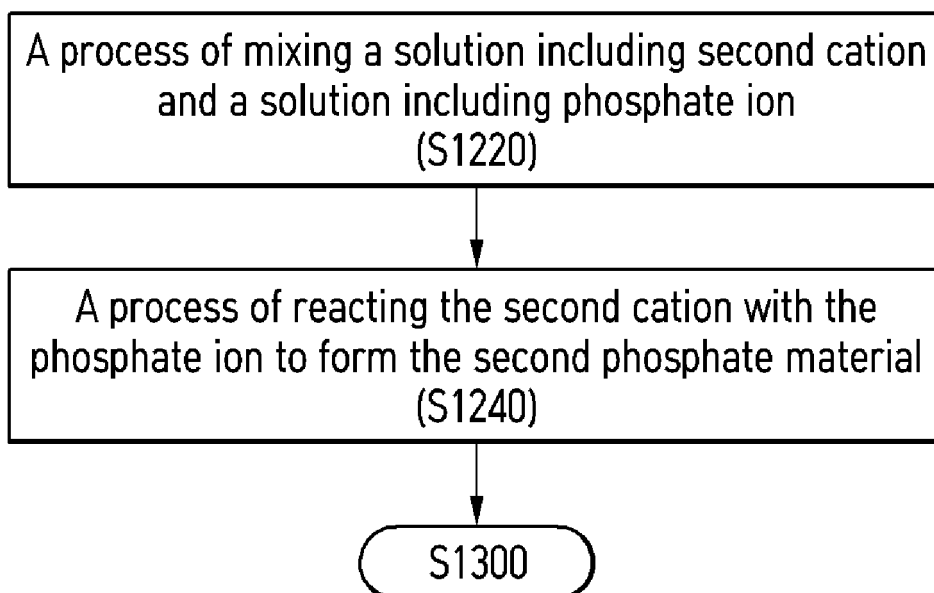 A process of mixing a solution including second cation
and a solution including phosphate ion
(S1220)
A process of reacting the second cation with the
phosphate ion to form the second phosphate material
(S1240)
S1300